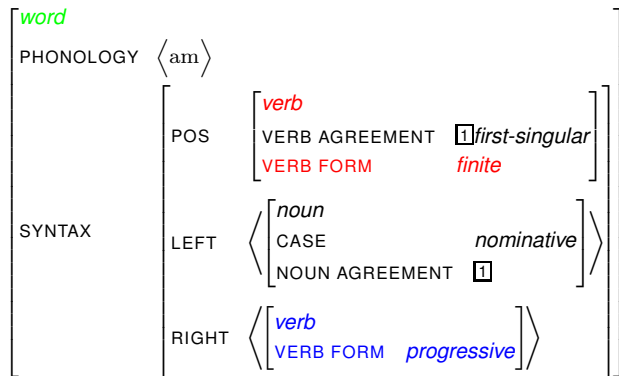 word
PHONOLOGY ⟨am⟩
verb
POS VERB AGREEMENT 1 first-singular
VERB FORM finite
noun
SYNTAX LEFT CASE nominative
NOUN AGREEMENT 1
verb
RIGHT VERB FORM progressive